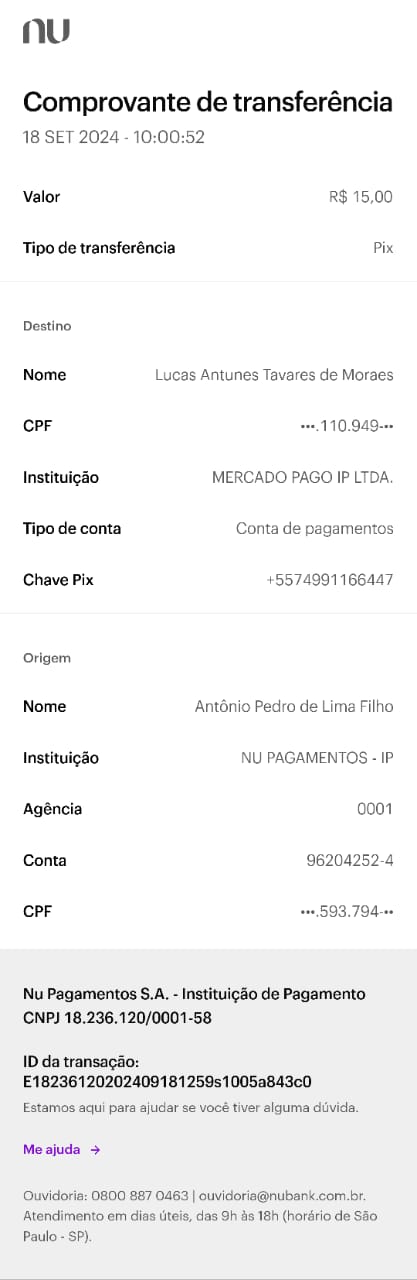 nu
Comprovante de transferência
18 SET 2024 - 10:00:52
Valor R$ 15,00
Tipo de transferência Pix
Destino
Nome Lucas Antunes Tavares de Moraes
CPF •••.110.949-••
Instituição MERCADO PAGO IP LTDA.
Tipo de conta Conta de pagamentos
Chave Pix +5574991166447
Origem
Nome Antônio Pedro de Lima Filho
Instituição NU PAGAMENTOS - IP
Agência 0001
Conta 96204252-4
CPF •••.593.794-••
Nu Pagamentos S.A. - Instituição de Pagamento
CNPJ 18.236.120/0001-58
ID da transação:
E18236120202409181259s1005a843c0
Estamos aqui para ajudar se você tiver alguma dúvida.
Me ajuda →
Ouvidoria: 0800 887 0463 | ouvidoria@nubank.com.br.
Atendimento em dias úteis, das 9h às 18h (horário de São
Paulo - SP).